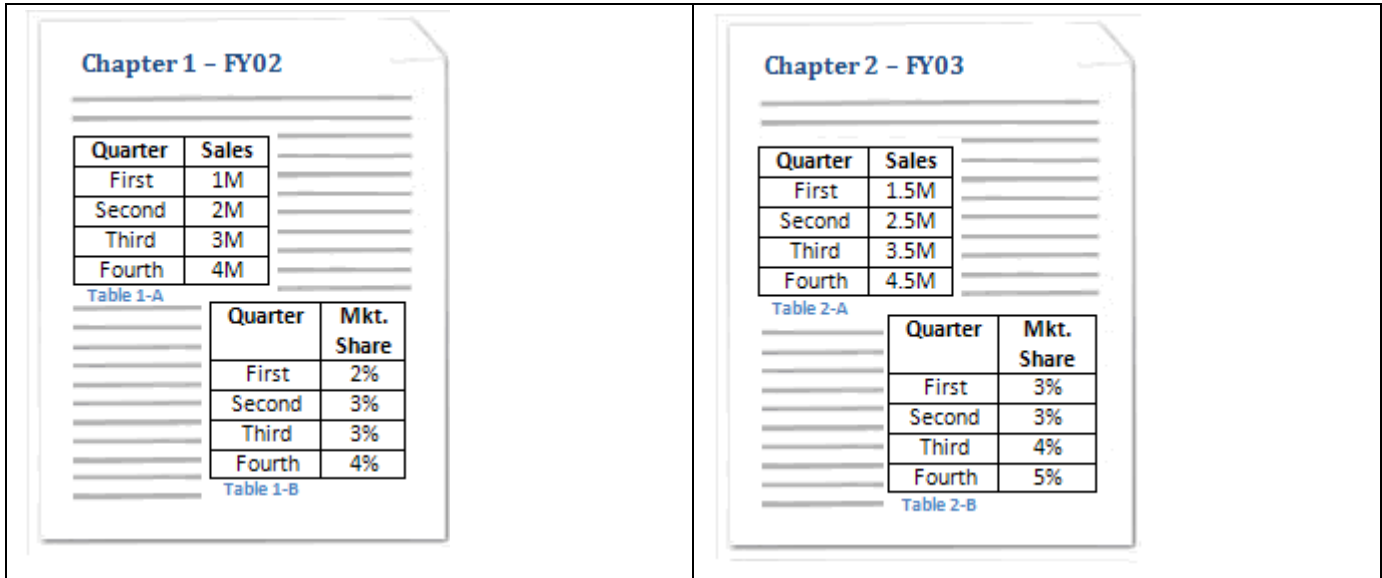 Chapter 1 – FY02
Quarter Sales
First 1M
Second 2M
Third 3M
Fourth 4M
Table 1-A
Quarter Mkt.
Share
First 2%
Second 3%
Third 3%
Fourth 4%
Table 1-B
Chapter 2 – FY03
Quarter Sales
First 1.5M
Second 2.5M
Third 3.5M
Fourth 4.5M
Table 2-A
Quarter Mkt.
Share
First 3%
Second 3%
Third 4%
Fourth 5%
Table 2-B